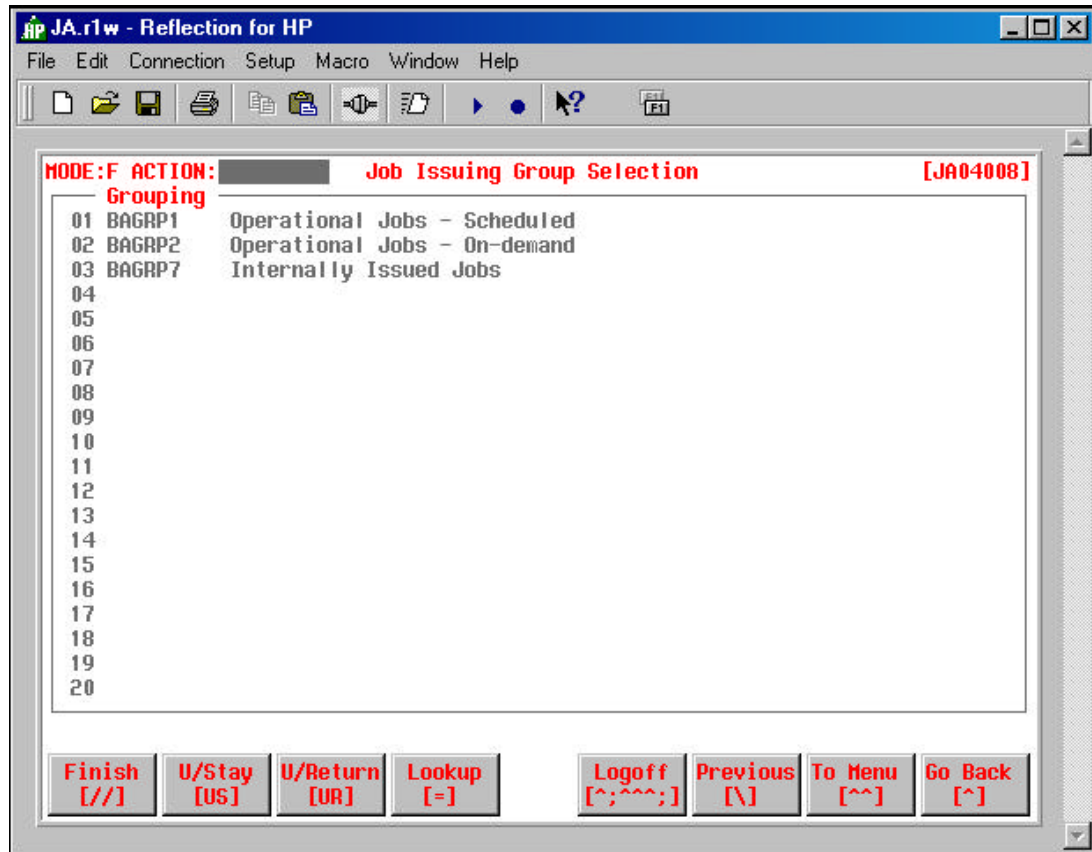 JA.r1w - Reflection for HP
File Edit Connection Setup Macro Window Help
F1
MODE:F ACTION: Job Issuing Group Selection [JA04008]
Grouping
01 BAGRP1 Operational Jobs - Scheduled
02 BAGRP2 Operational Jobs - On-demand
03 BAGRP7 Internally Issued Jobs
04
05
06
07
08
09
10
11
12
13
14
15
16
17
18
19
20
Finish U/Stay U/Return Lookup Logoff Previous To Menu Go Back
[//] [US] [UR] [=] [^;^^^;] [\] [^^] [^]